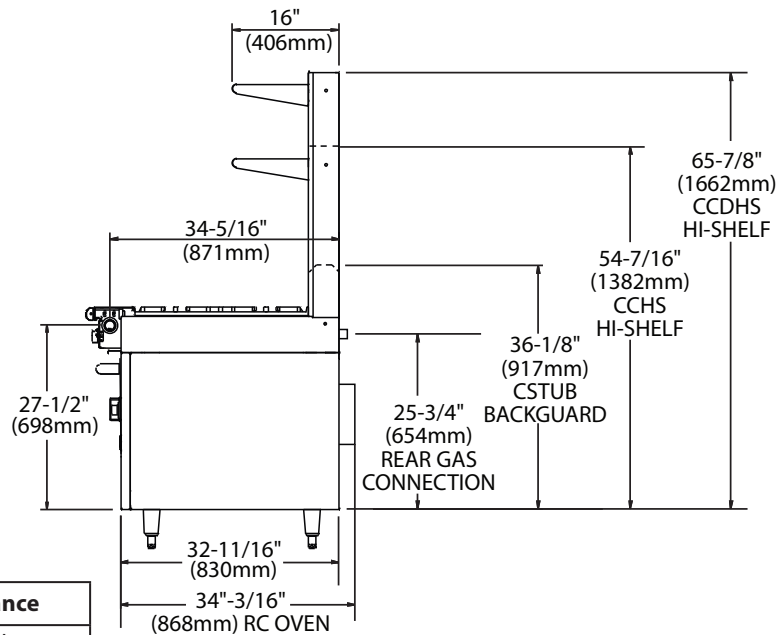 16"
(406mm)
65-7/8"
(1662mm)
CCDHS
HI-SHELF
34-5/16"
(871mm)
54-7/16"
(1382mm)
CCHS
HI-SHELF
36-1/8"
(917mm)
CSTUB
BACKGUARD
27-1/2"
(698mm)
25-3/4"
(654mm)
REAR GAS
CONNECTION
32-11/16"
(830mm)
34"-3/16"
(868mm) RC OVEN